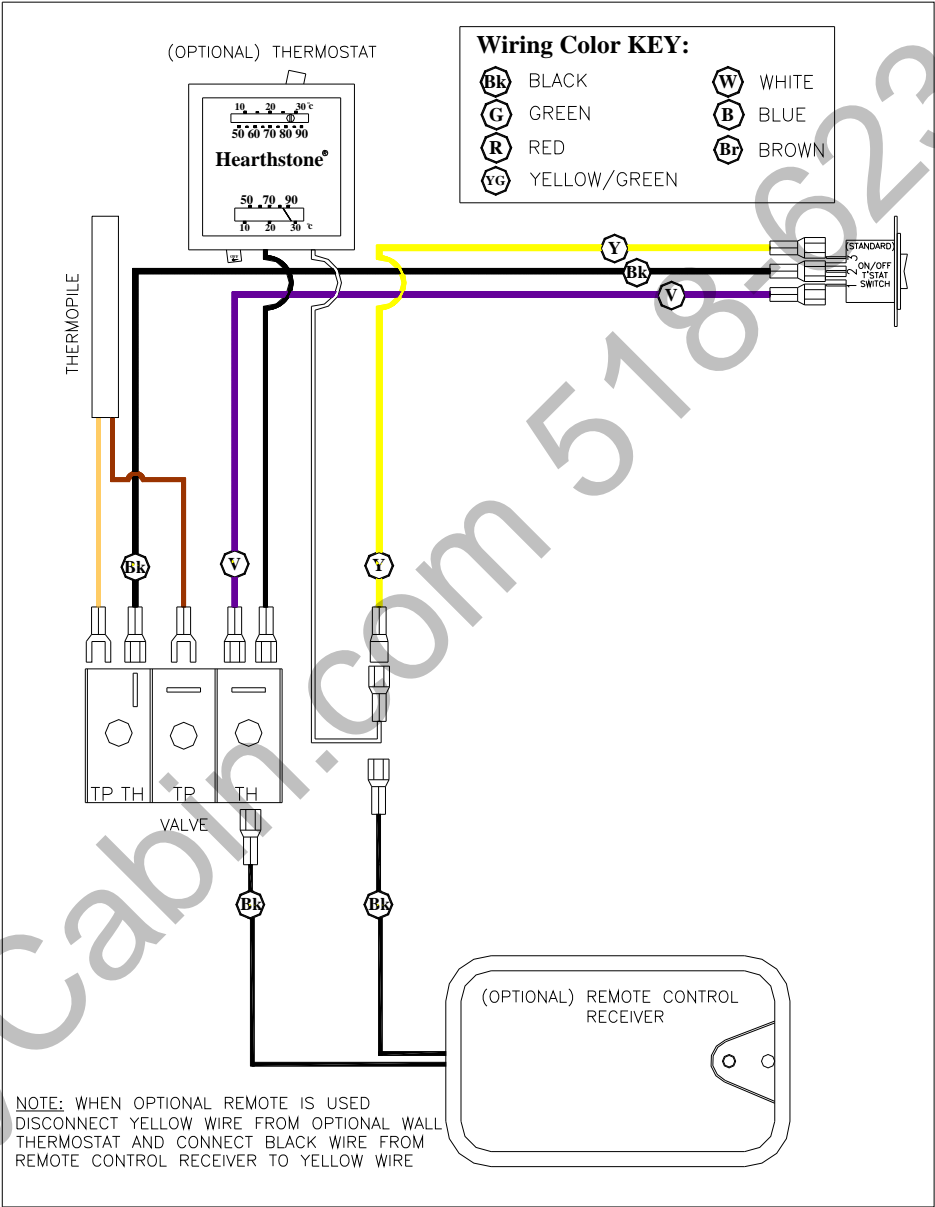 (OPTIONAL) THERMOSTAT
10 20 30 °c
50 60 70 80 90
Hearthstone®
50 70 90
10 20 30 °c
Wiring Color KEY:
Bk BLACK
G GREEN
R RED
YG YELLOW/GREEN
W WHITE
B BLUE
Br BROWN
THERMOPILE
Y
Bk
V
(STANDARD)
ON/OFF
T'STAT
SWITCH
3
2
1
Bk
V
Y
TP TH
TP
TH
VALVE
Bk
Bk
(OPTIONAL) REMOTE CONTROL
RECEIVER
NOTE: WHEN OPTIONAL REMOTE IS USED
DISCONNECT YELLOW WIRE FROM OPTIONAL WALL
THERMOSTAT AND CONNECT BLACK WIRE FROM
REMOTE CONTROL RECEIVER TO YELLOW WIRE
Cabin.com 518-623